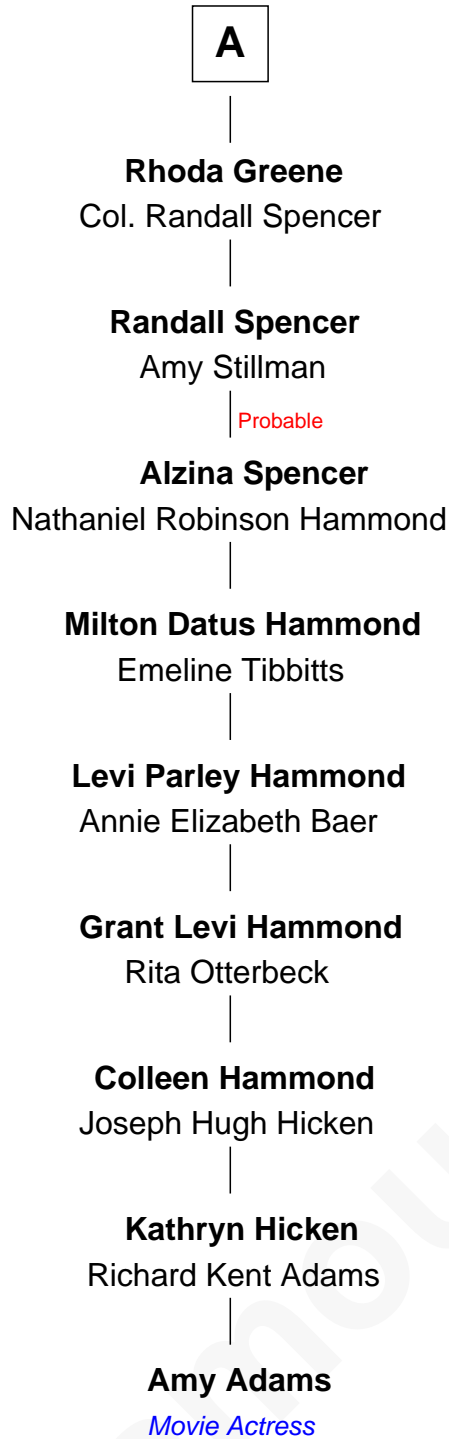 A
Rhoda Greene
Col. Randall Spencer
Randall Spencer
Amy Stillman
Probable
Alzina Spencer
Nathaniel Robinson Hammond
Milton Datus Hammond
Emeline Tibbitts
Levi Parley Hammond
Annie Elizabeth Baer
Grant Levi Hammond
Rita Otterbeck
Colleen Hammond
Joseph Hugh Hicken
Kathryn Hicken
Richard Kent Adams
Amy Adams
Movie Actress